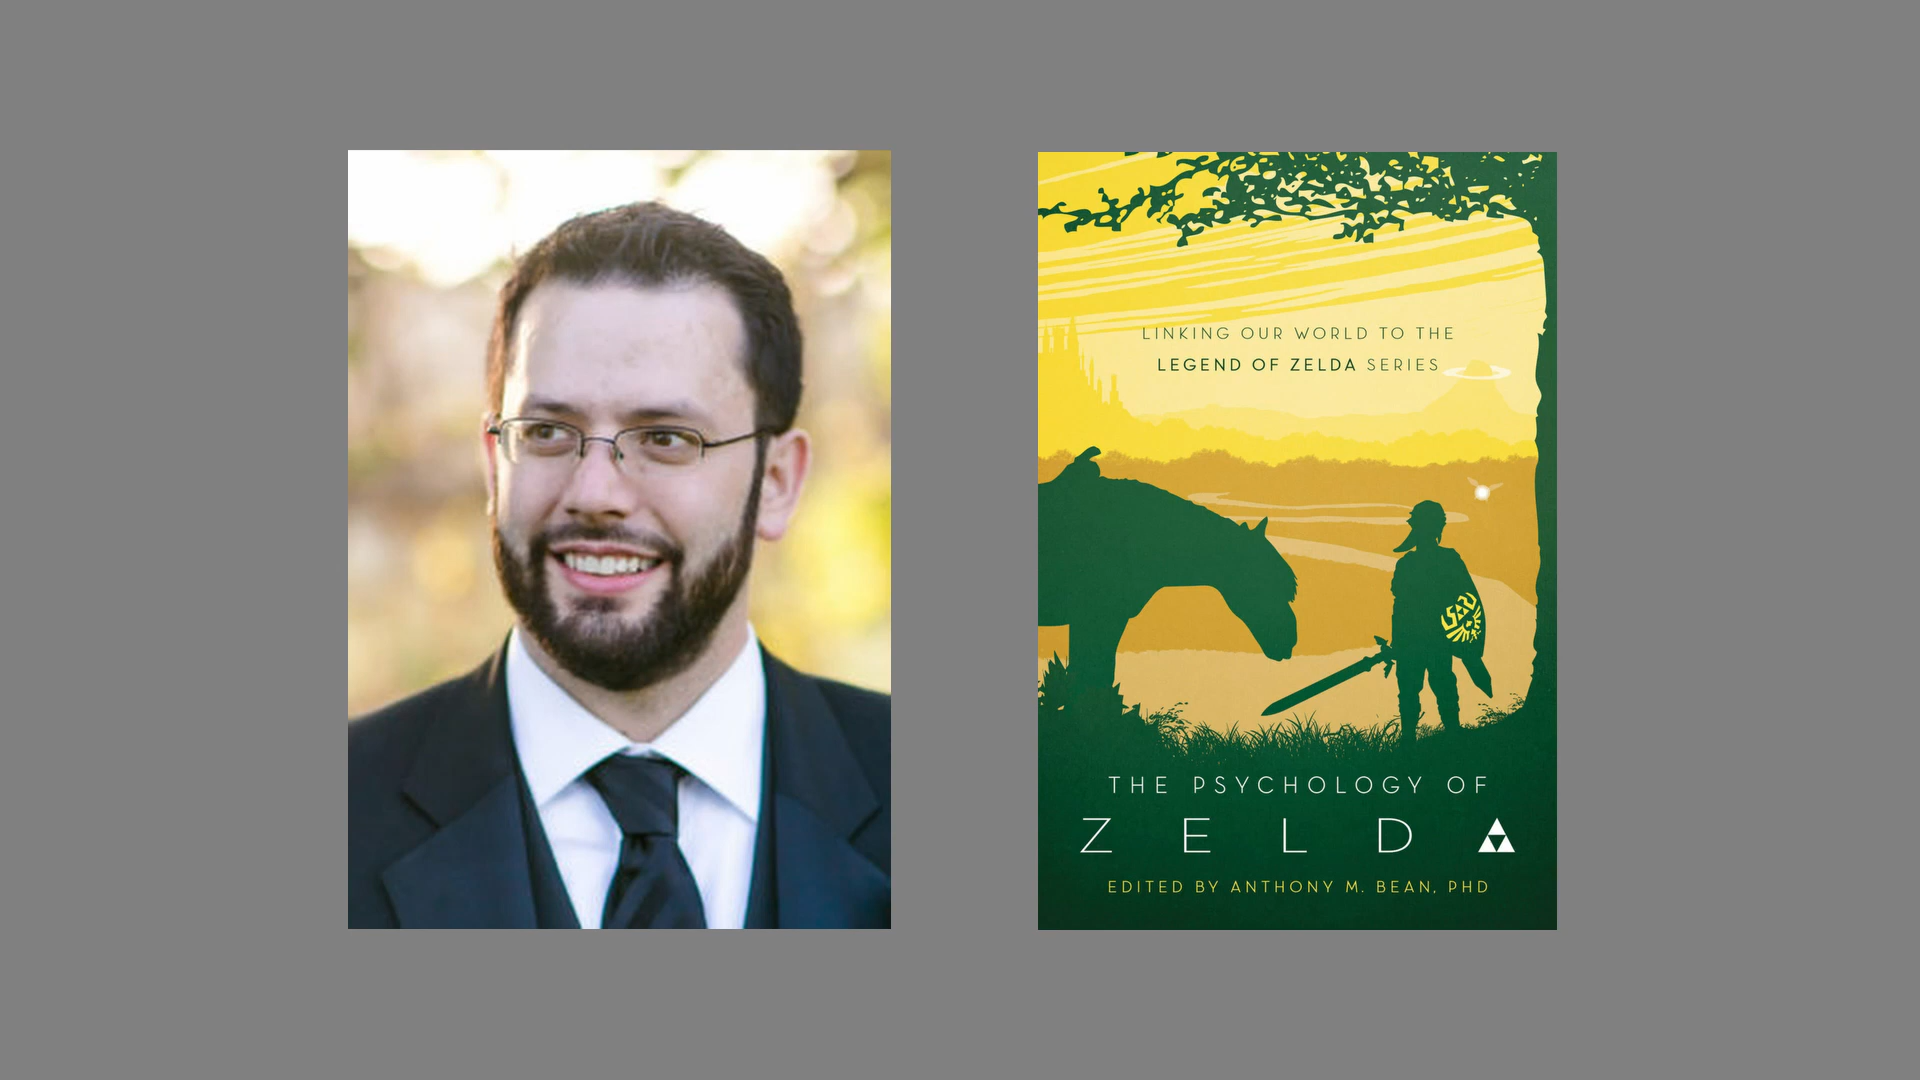 LINKING OUR WORLD TO THE
LEGEND OF ZELDA SERIES
THE PSYCHOLOGY OF
ZELDA
EDITED BY ANTHONY M. BEAN, PHD